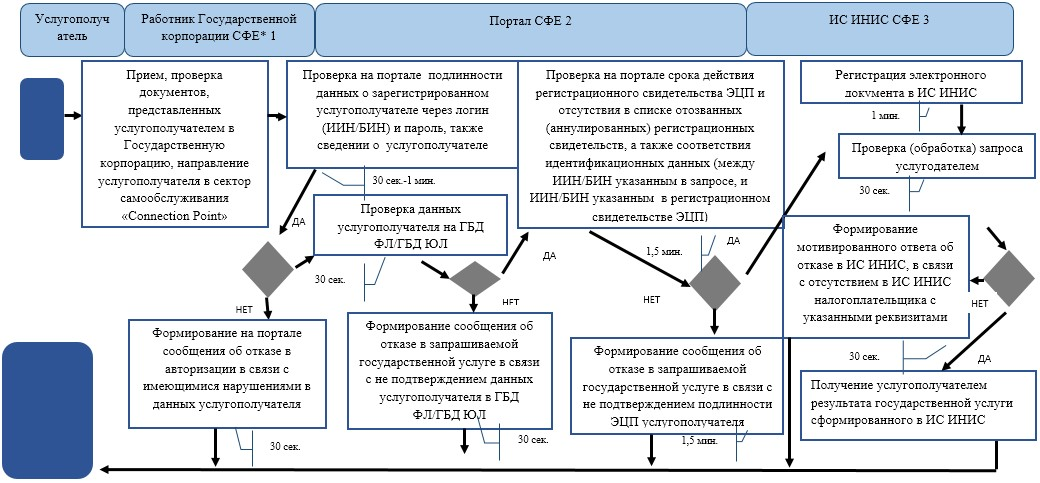 Услугополуч
атель
Работник Государственной
корпорации СФЕ* 1
Портал СФЕ 2
ИС ИНИС СФЕ 3
Прием, проверка
документов,
представленных
услугополучателем в
Государственную
корпорацию, направление
услугополучателя в сектор
самообслуживания
«Connection Point»
Проверка на портале подлинности
данных о зарегистрированном
услугополучателе через логин
(ИИН/БИН) и пароль, также
сведении о услугополучателе
30 сек.-1 мин.
ДА
НЕТ
Формирование на портале
сообщения об отказе в
авторизации в связи с
имеющимися нарушениями в
данных услугополучателя
30 сек.
Проверка данных
услугополучателя на ГБД
ФЛ/ГБД ЮЛ
30 сек.
ДА
НЕТ
Формирование сообщения об
отказе в запрашиваемой
государственной услуге в связи
с не подтверждением данных
услугополучателя в ГБД
ФЛ/ГБД ЮЛ
30 сек.
Проверка на портале срока действия
регистрационного свидетельства ЭЦП и
отсутствия в списке отозванных
(аннулированных) регистрационных
свидетельств, а также соответствия
идентификационных данных (между
ИИН/БИН указанным в запросе, и
ИИН/БИН указанным в регистрационном
свидетельстве ЭЦП)
1,5 мин.
ДА
НЕТ
Формирование сообщения об
отказе в запрашиваемой
государственной услуге в связи с
не подтверждением подлинности
ЭЦП услугополучателя
1,5 мин.
Регистрация электронного
документа в ИС ИНИС
1 мин.
Проверка (обработка) запроса
услугодателем
30 сек.
Формирование
мотивированного ответа об
отказе в ИС ИНИС, в связи
с отсутствием в ИС ИНИС
налогоплательщика с
указанными реквизитами
НЕТ
30 сек.
ДА
Получение услугополучателем
результата государственной услуги
сформированного в ИС ИНИС